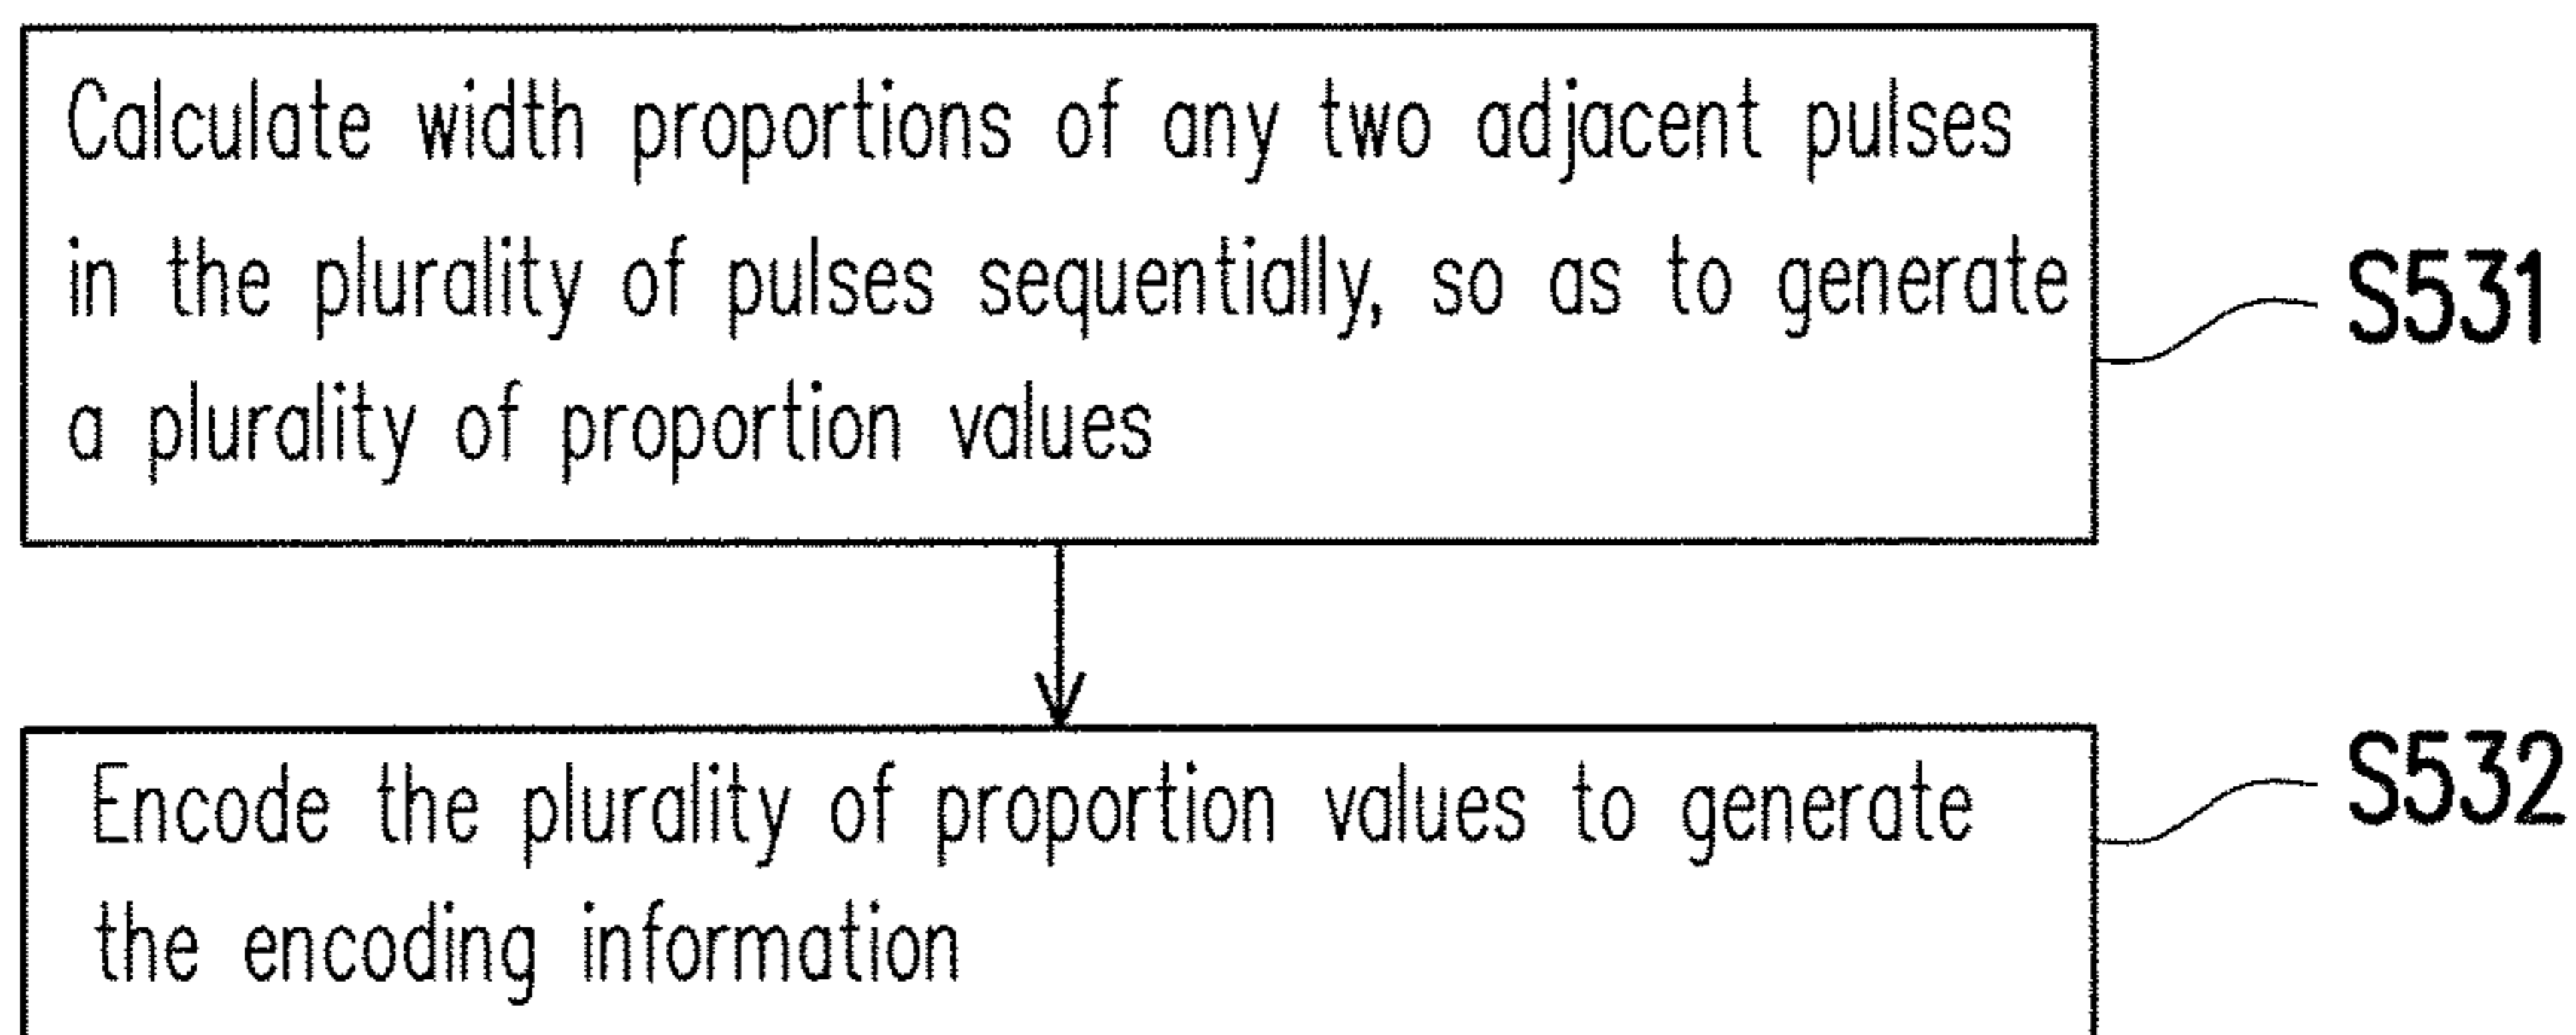 Calculate width proportions of any two adjacent pulses
in the plurality of pulses sequentially, so as to generate
a plurality of proportion values
S531
Encode the plurality of proportion values to generate
the encoding information
S532